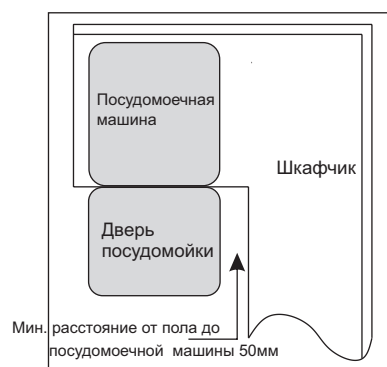 Посудомоечная
машина
Шкафчик
Дверь
посудомойки
Мин. расстояние от пола до
посудомоечной машины 50мм